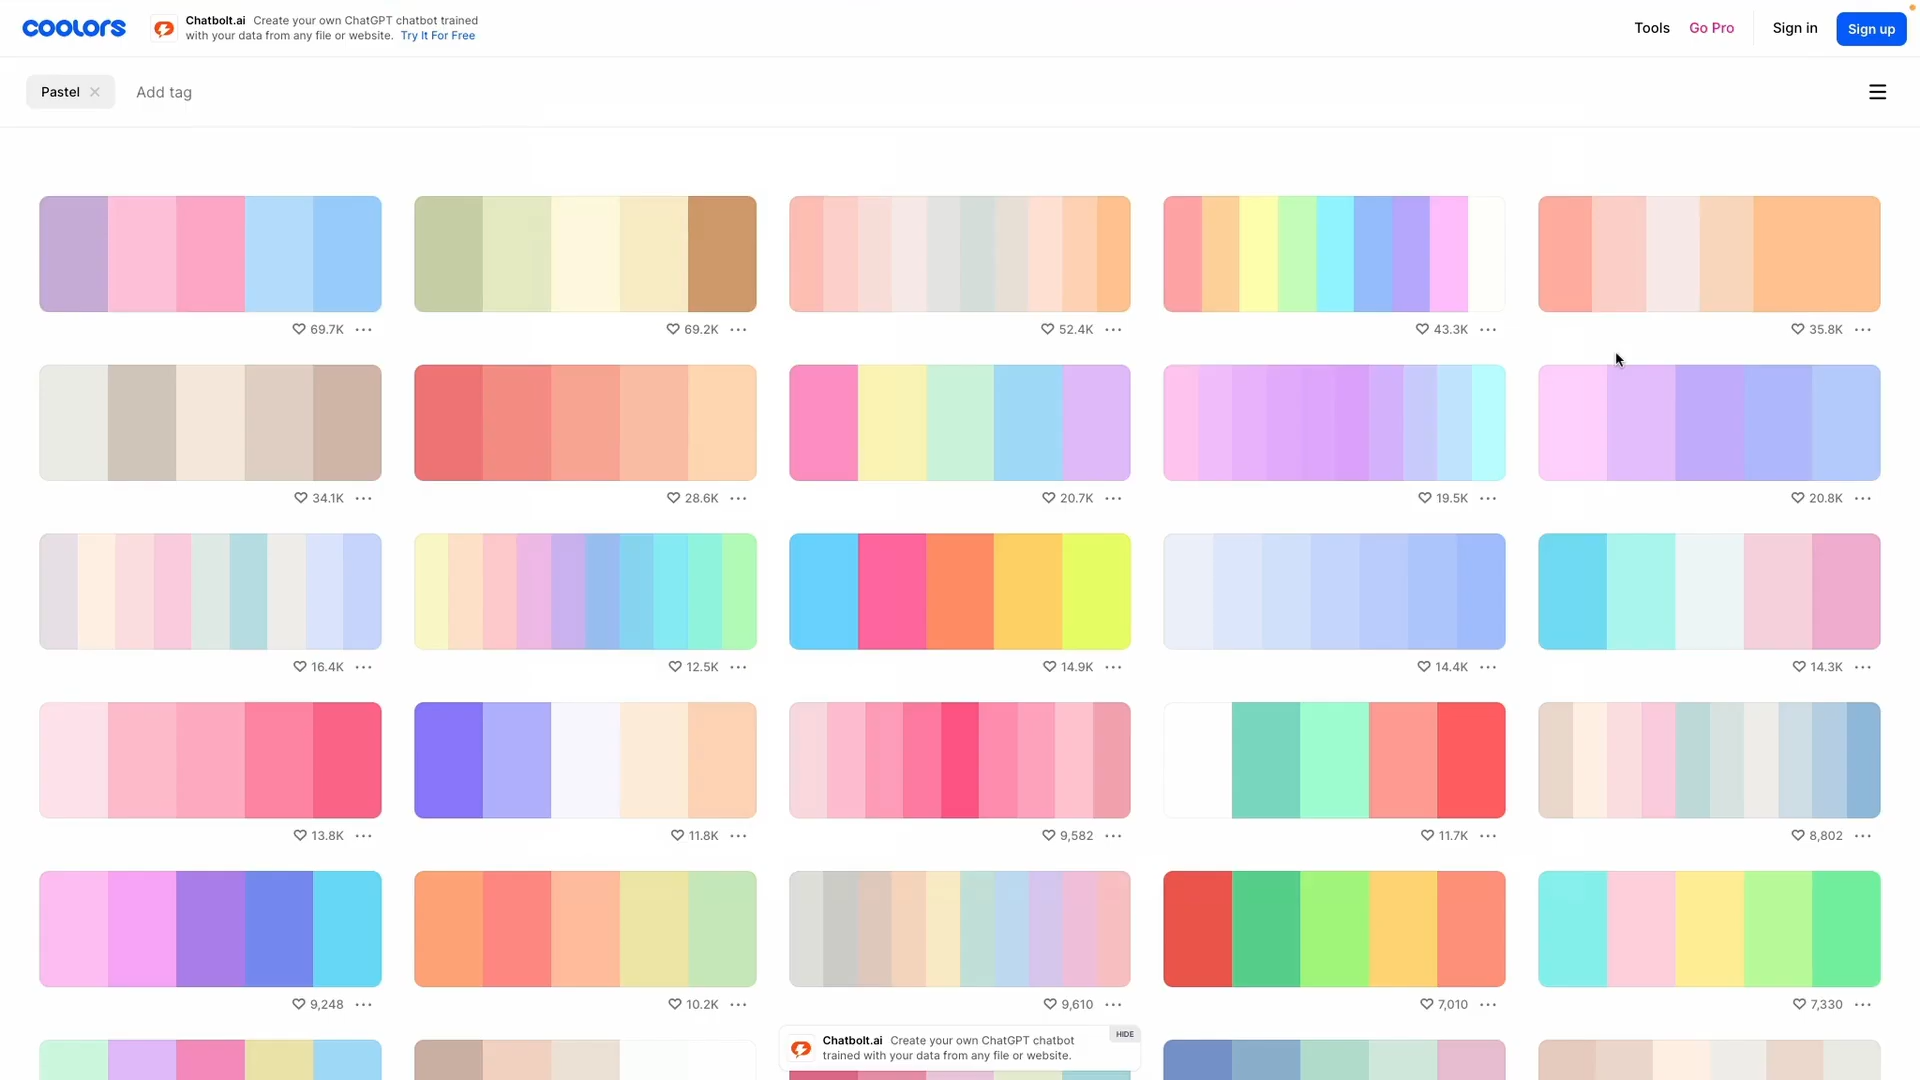 coolors
Chatbolt.ai Create your own ChatGPT chatbot trained
with your data from any file or website. Try It For Free
Tools
Go Pro
Sign in
Sign up
Pastel
Add tag
69.7K
69.2K
52.4K
43.3K
35.8K
34.1K
28.6K
20.7K
19.5K
20.8K
16.4K
12.5K
14.9K
14.4K
14.3K
13.8K
11.8K
9,582
11.7K
8,802
9,248
10.2K
9,610
7,010
7,330
Chatbolt.ai Create your own ChatGPT chatbot
trained with your data from any file or website.
HIDE